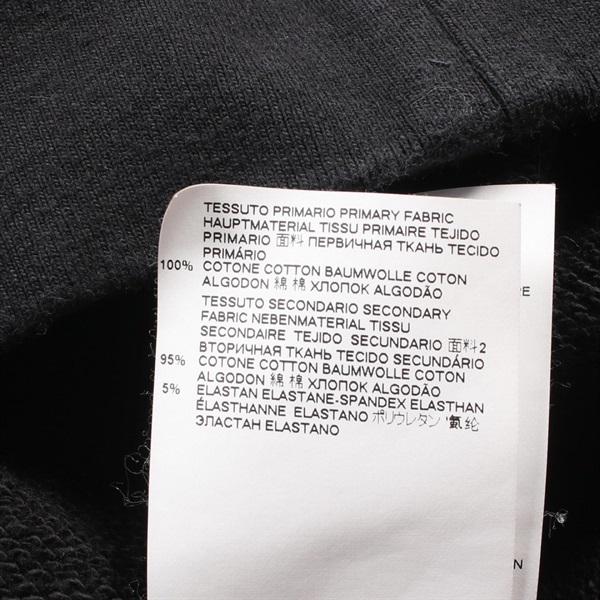 TESSUTO PRIMARIO PRIMARY FABRIC
HAUPTMATERIAL TISSU PRIMAIRE TEJIDO
PRIMARIO 面料 ПЕРВИЧНАЯ ТКАНЬ TECIDO
PRIMÁRIO
100% COTONE COTTON BAUMWOLLE COTON
ALGODON 綿 棉 ХЛОПОК ALGODÃO
TESSUTO SECONDARIO SECONDARY
FABRIC NEBENMATERIAL TISSU
SECONDAIRE TEJIDO SECUNDARIO 面料2
ВТОРИЧНАЯ ТКАНЬ TECIDO SECUNDÁRIO
95% COTONE COTTON BAUMWOLLE COTON
ALGODON 綿 棉 ХЛОПОК ALGODÃO
5% ELASTAN ELASTANE-SPANDEX ELASTHAN
ÉLASTHANNE ELASTANO ポリウレタン 氨纶
ЭЛАСТАН ELASTANO